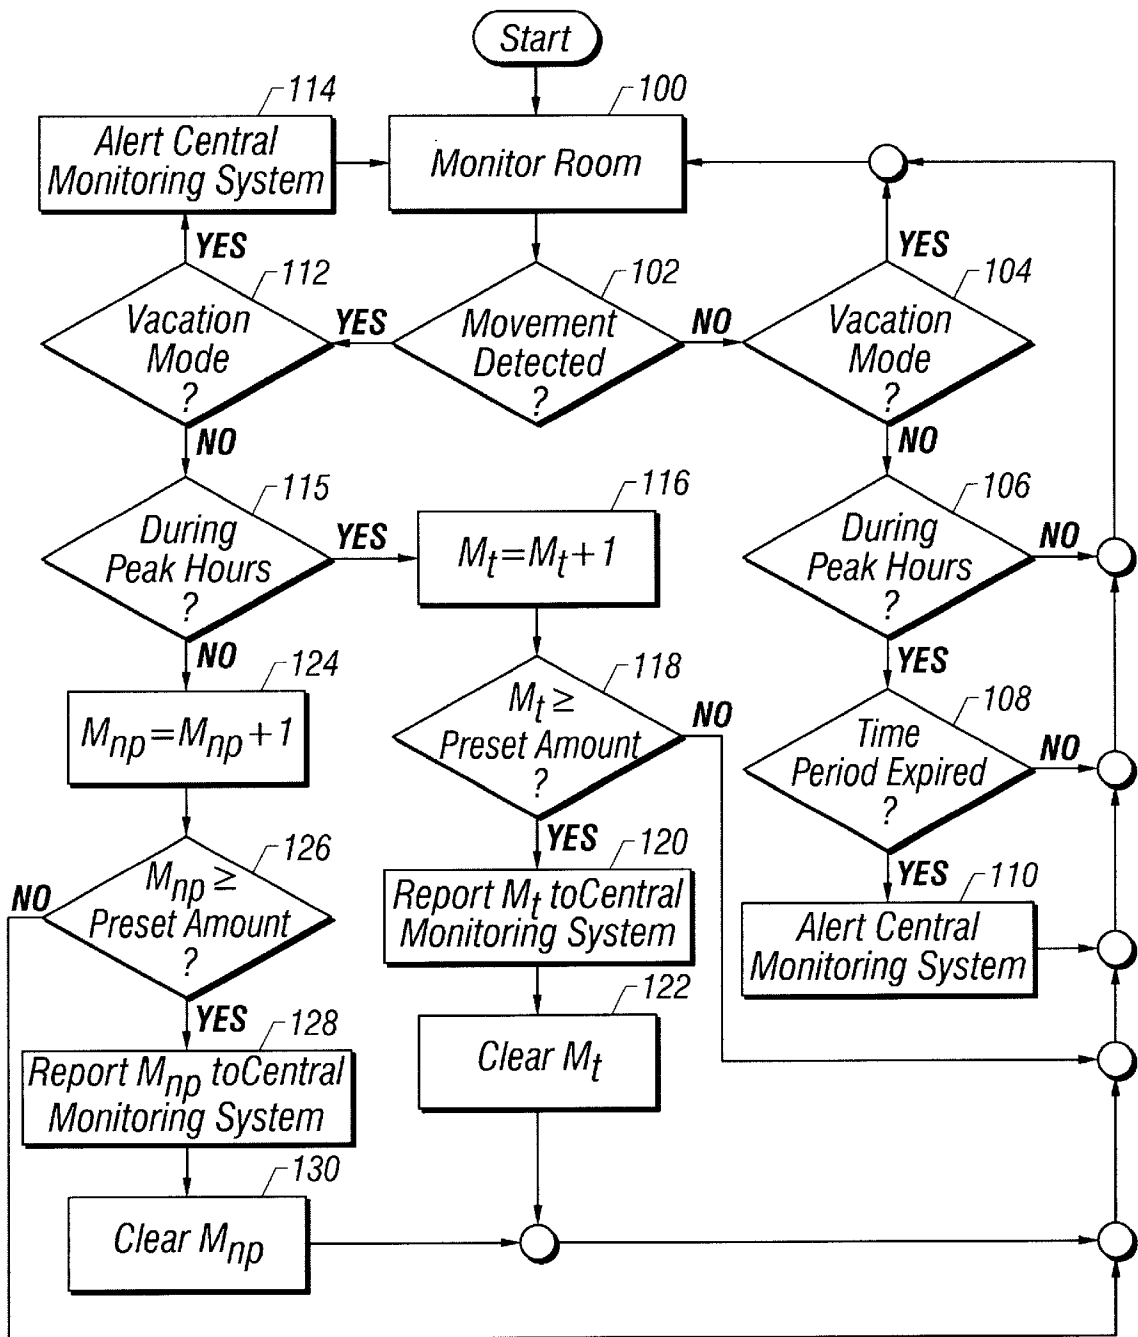 Start
114
100
Alert Central
Monitoring System
Monitor Room
YES
YES
112
102
104
Vacation
Mode
?
YES
Movement
Detected
?
NO
Vacation
Mode
?
NO
NO
115
116
106
During
Peak Hours
?
YES
Mt=Mt+1
During
Peak Hours
?
NO
NO
YES
124
118
108
Mnp=Mnp+1
Mt ≥
Preset Amount
?
NO
Time
Period Expired
?
NO
YES
YES
126
120
110
NO
Mnp ≥
Preset Amount
?
Report Mt toCentral
Monitoring System
Alert Central
Monitoring System
YES
122
128
Clear Mt
Report Mnp toCentral
Monitoring System
130
Clear Mnp